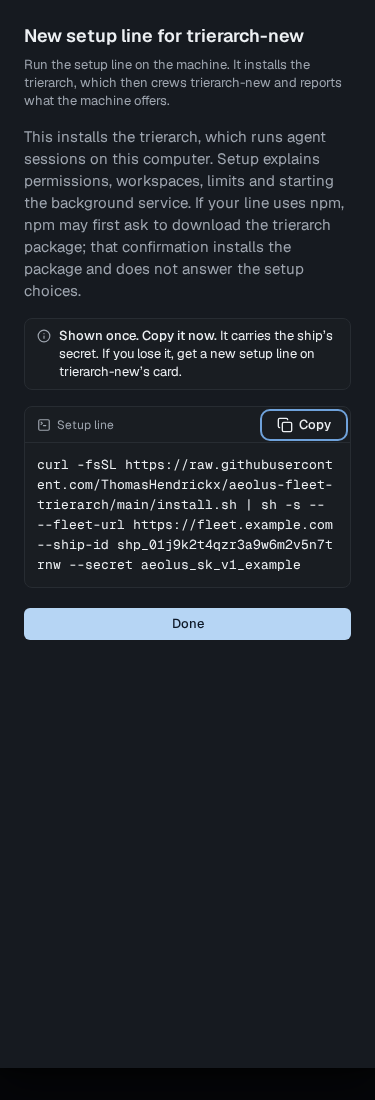 New setup line for trierarch-new
Run the setup line on the machine. It installs the
trierarch, which then crews trierarch-new and reports
what the machine offers.
This installs the trierarch, which runs agent
sessions on this computer. Setup explains
permissions, workspaces, limits and starting
the background service. If your line uses npm,
npm may first ask to download the trierarch
package; that confirmation installs the
package and does not answer the setup
choices.
Shown once. Copy it now. It carries the ship's
secret. If you lose it, get a new setup line on
trierarch-new's card.
Setup line
Copy
curl -fsSL https://raw.githubusercont
ent.com/ThomasHendrickx/aeolus-fleet-
trierarch/main/install.sh | sh -s --
--fleet-url https://fleet.example.com
--ship-id shp_01j9k2t4qzr3a9w6m2v5n7t
rnw --secret aeolus_sk_v1_example
Done